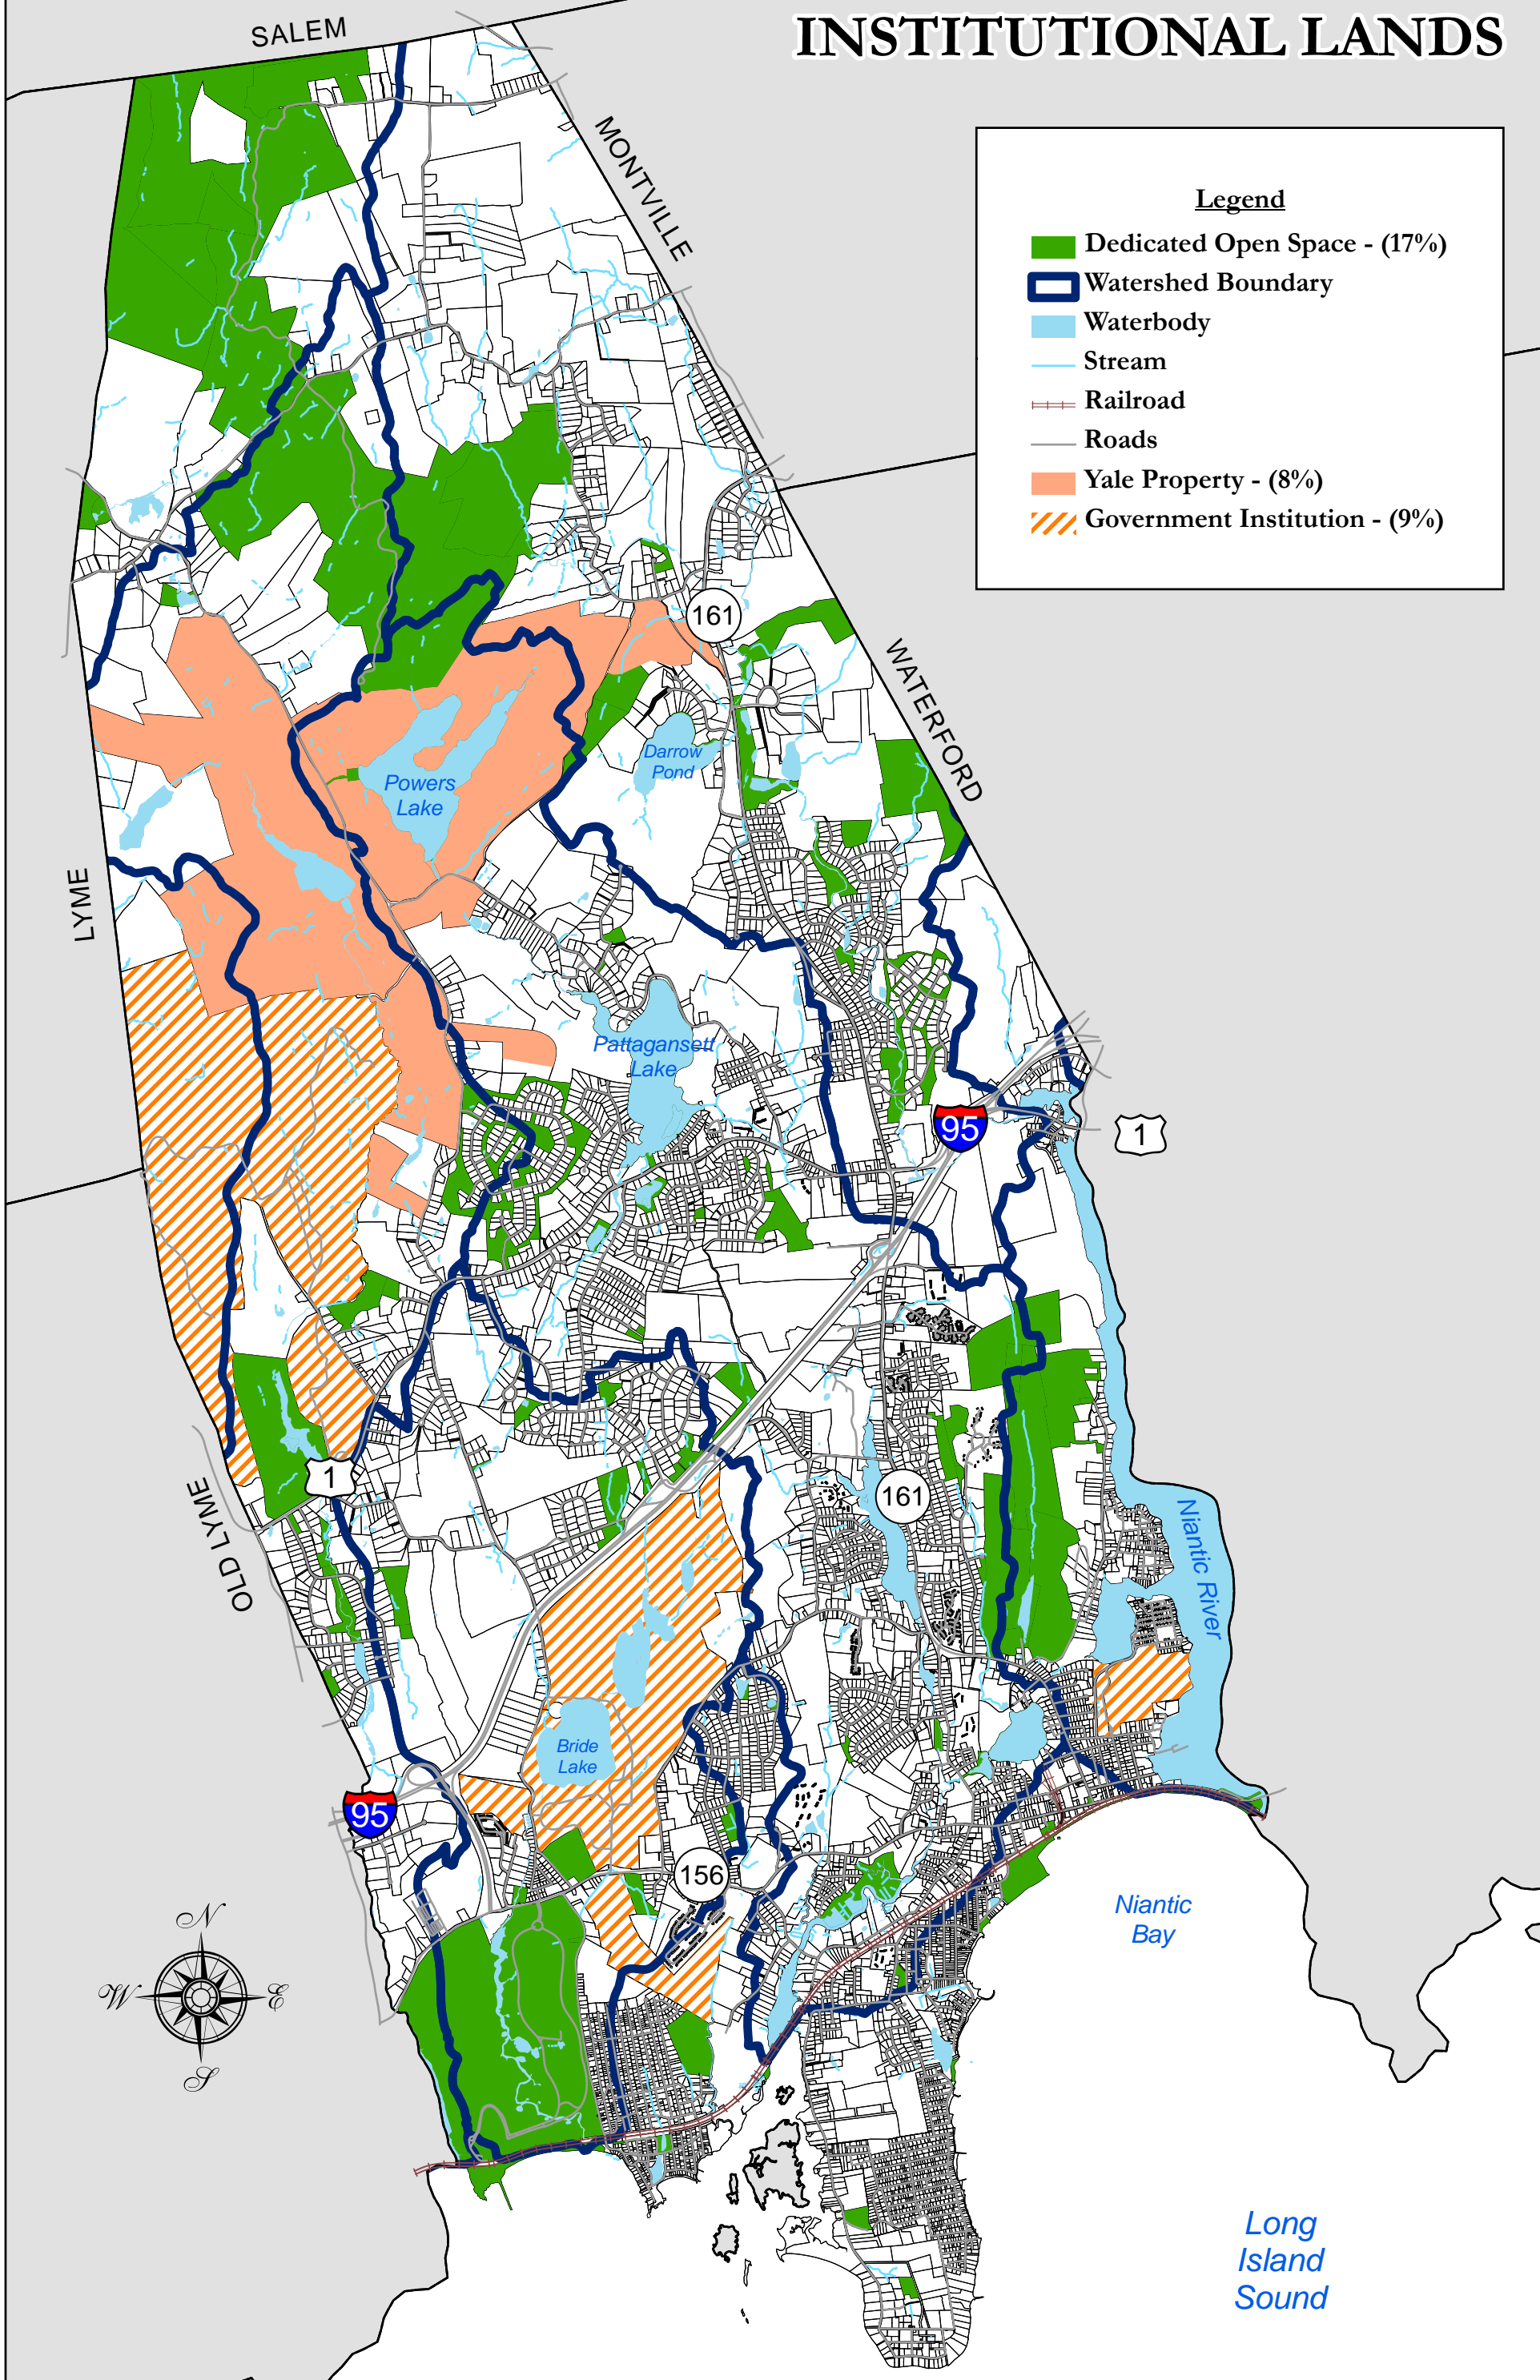 INSTITUTIONAL LANDS
SALEM
MONTVILLE
Legend
Dedicated Open Space - (17%)
Watershed Boundary
Waterbody
Stream
Railroad
Roads
Yale Property - (8%)
Government Institution - (9%)
161
WATERFORD
Darrow
Pond
Powers
Lake
LYME
Pattagansett
Lake
95
1
1
161
OLD LYME
Niantic River
Bride
Lake
95
156
Niantic
Bay
N
W
E
S
Long
Island
Sound